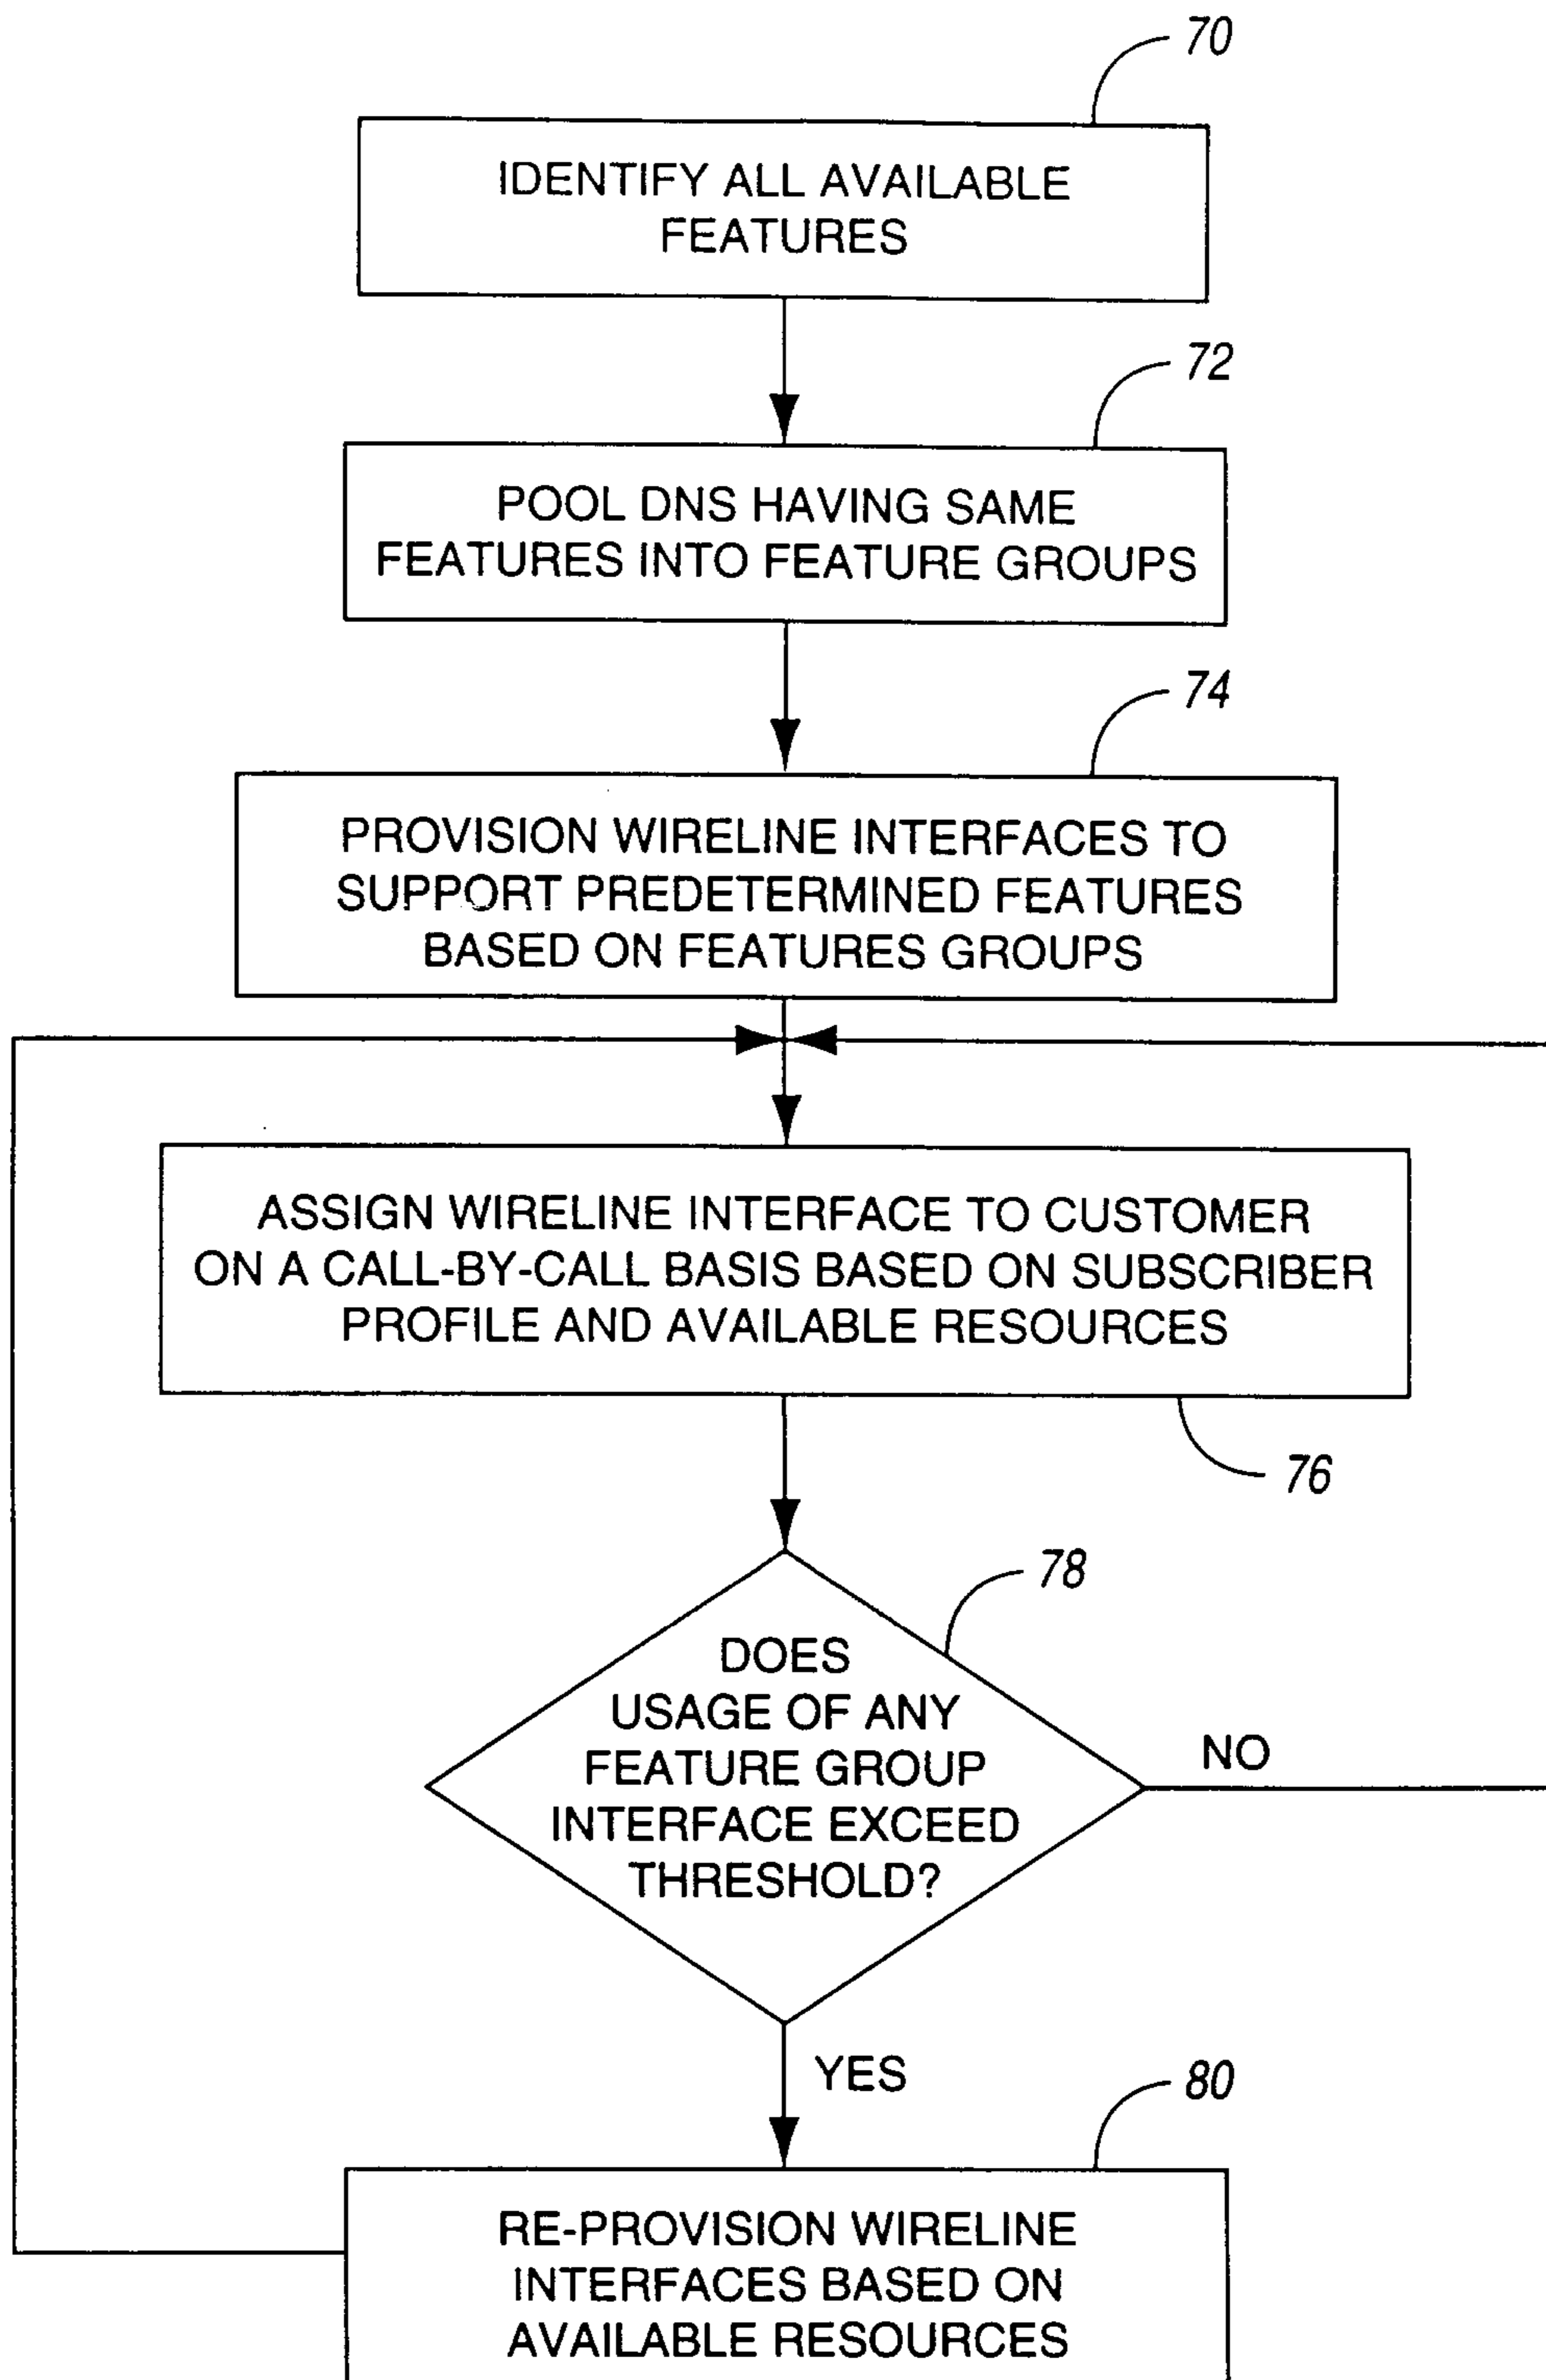 70
IDENTIFY ALL AVAILABLE
FEATURES
72
POOL DNS HAVING SAME
FEATURES INTO FEATURE GROUPS
74
PROVISION WIRELINE INTERFACES TO
SUPPORT PREDETERMINED FEATURES
BASED ON FEATURES GROUPS
ASSIGN WIRELINE INTERFACE TO CUSTOMER
ON A CALL-BY-CALL BASIS BASED ON SUBSCRIBER
PROFILE AND AVAILABLE RESOURCES
76
78
DOES
USAGE OF ANY
FEATURE GROUP
INTERFACE EXCEED
THRESHOLD?
NO
YES
80
RE-PROVISION WIRELINE
INTERFACES BASED ON
AVAILABLE RESOURCES